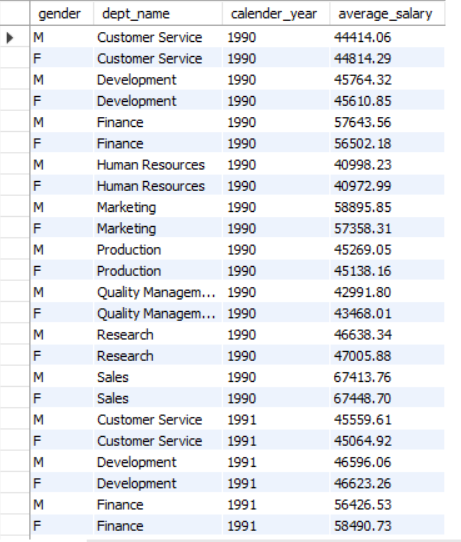 gender dept_name calender_year average_salary
M Customer Service 1990 44414.06
F Customer Service 1990 44814.29
M Development 1990 45764.32
F Development 1990 45610.85
M Finance 1990 57643.56
F Finance 1990 56502.18
M Human Resources 1990 40998.23
F Human Resources 1990 40972.99
M Marketing 1990 58895.85
F Marketing 1990 57358.31
M Production 1990 45269.05
F Production 1990 45138.16
M Quality Managem... 1990 42991.80
F Quality Managem... 1990 43468.01
M Research 1990 46638.34
F Research 1990 47005.88
M Sales 1990 67413.76
F Sales 1990 67448.70
M Customer Service 1991 45559.61
F Customer Service 1991 45064.92
M Development 1991 46596.06
F Development 1991 46623.26
M Finance 1991 56426.53
F Finance 1991 58490.73